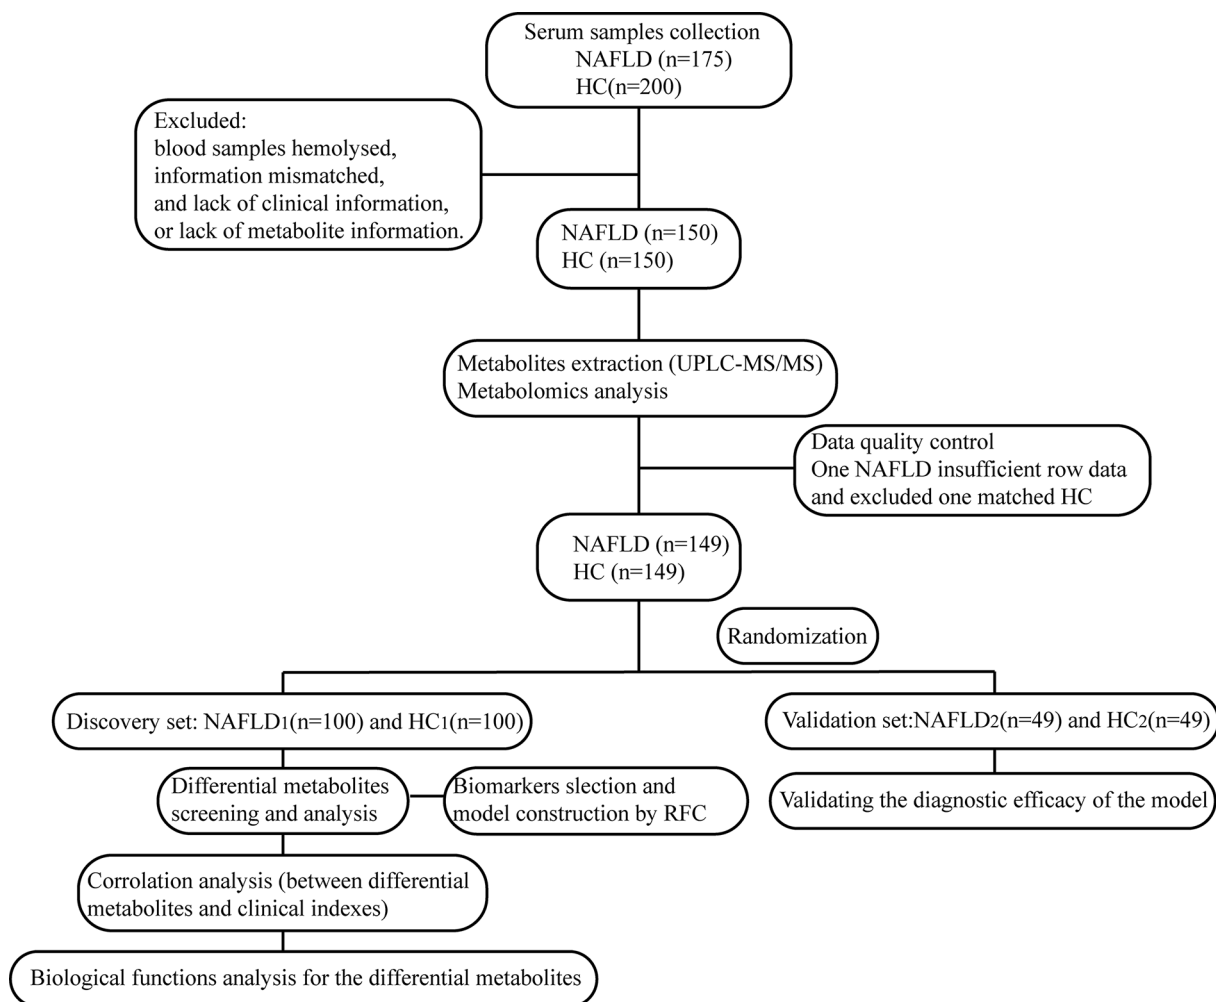 Serum samples collection
NAFLD (n=175)
HC(n=200)
Excluded:
blood samples hemolysed,
information mismatched,
and lack of clinical information,
or lack of metabolite information.
NAFLD (n=150)
HC (n=150)
Metabolites extraction (UPLC-MS/MS)
Metabolomics analysis
Data quality control
One NAFLD insufficient row data
and excluded one matched HC
NAFLD (n=149)
HC (n=149)
Randomization
Discovery set: NAFLD1(n=100) and HC1(n=100)
Validation set:NAFLD2(n=49) and HC2(n=49)
Differential metabolites
screening and analysis
Biomarkers slection and
model construction by RFC
Validating the diagnostic efficacy of the model
Corrolation analysis (between differential
metabolites and clinical indexes)
Biological functions analysis for the differential metabolites